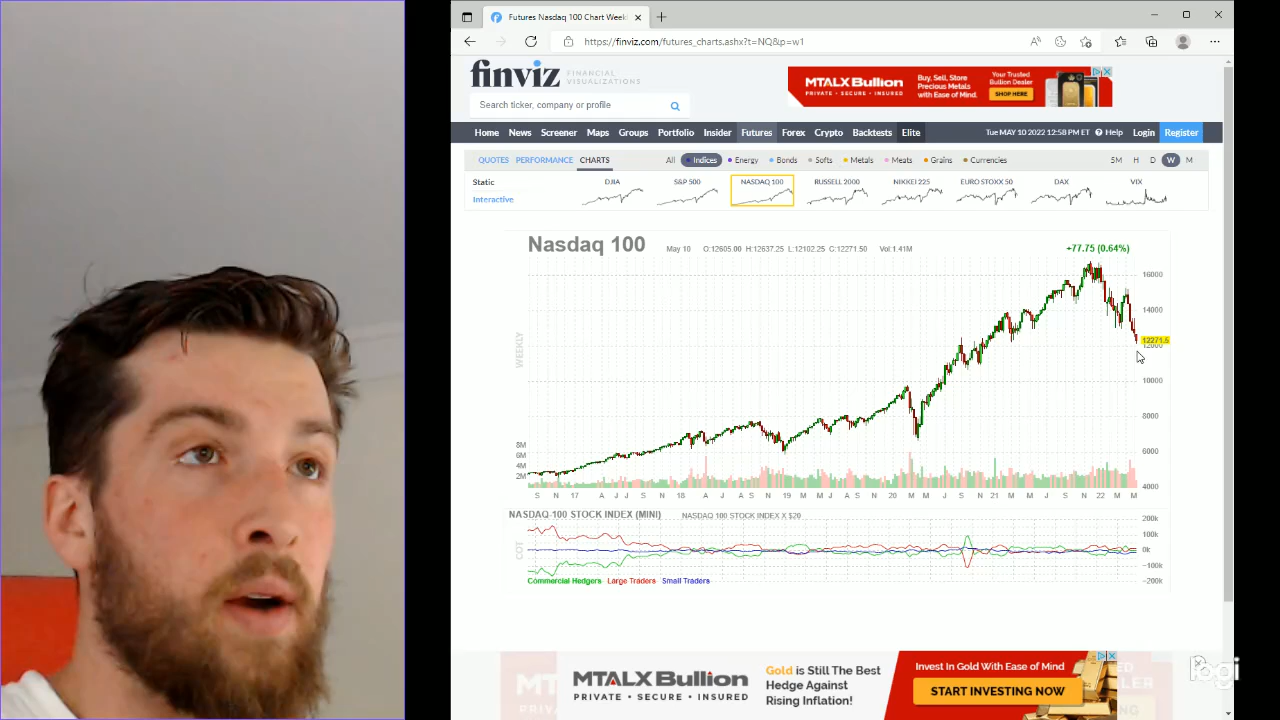 Futures Nasdaq 100 Chart Week
https://finviz.com/futures_charts.ashx?t=NQ&p=w1
finviz FINANCIAL VISUALIZATIONS
MTALX Bullion
PRIVATE • SECURE • INSURED
Buy, Sell, Store
Precious Metals
with Ease of Mind.
Your Trusted
Bullion Dealer
SHOP HERE
Search ticker, company or profile
Home News Screener Maps Groups Portfolio Insider Futures Forex Crypto Backtests Elite Tue MAY 10 2022 12:58 PM ET Help Login Register
QUOTES PERFORMANCE CHARTS All Indices Energy Bonds Softs Metals Meats Grains Currencies 5M H D W M
Static DJIA S&P 500 NASDAQ 100 RUSSELL 2000 NIKKEI 225 EURO STOXX 50 DAX VIX
Interactive
Nasdaq 100 May 10 O:12605.00 H:12637.25 L:12102.25 C:12271.50 Vol:1.41M +77.75 (0.64%)
16000
14000
12271.5
12000
10000
8000
6000
4000
WEEKLY
8M
6M
4M
2M
S N 17 A J J S N 18 A J A S N 19 M M J A S N 20 M M J S N 21 M M J S N 22 M M
NASDAQ-100 STOCK INDEX (MINI) NASDAQ 100 STOCK INDEX X $20
200k
100k
0k
-100k
-200k
COT
Commercial Hedgers Large Traders Small Traders
MTALX Bullion
PRIVATE • SECURE • INSURED
Gold is Still The Best
Hedge Against
Rising Inflation!
Invest In Gold With Ease of Mind
START INVESTING NOW
logi